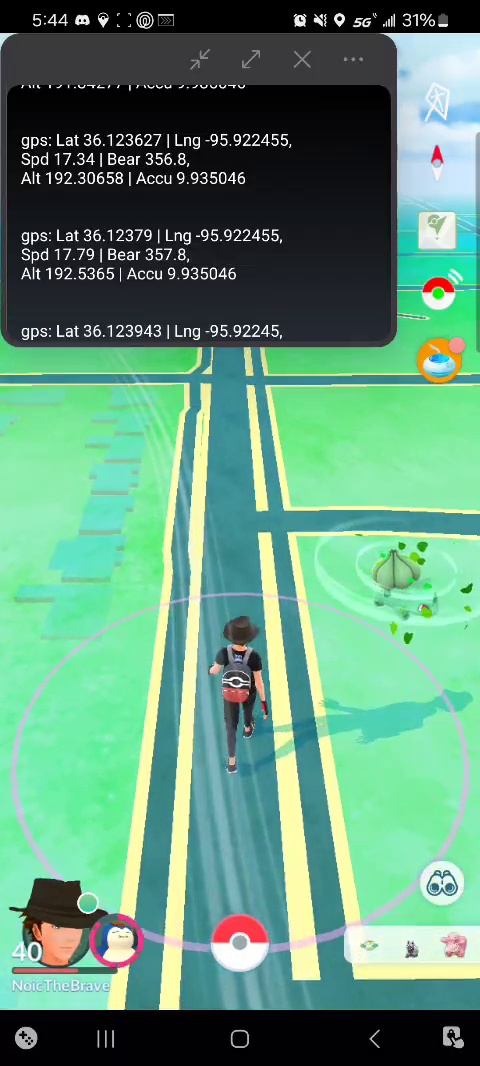 5:44
5G
31%
gps: Lat 36.123627 | Lng -95.922455,
Spd 17.34 | Bear 356.8,
Alt 192.30658 | Accu 9.935046
gps: Lat 36.12379 | Lng -95.922455,
Spd 17.79 | Bear 357.8,
Alt 192.5365 | Accu 9.935046
gps: Lat 36.123943 | Lng -95.92245,
40
NoicTheBrave